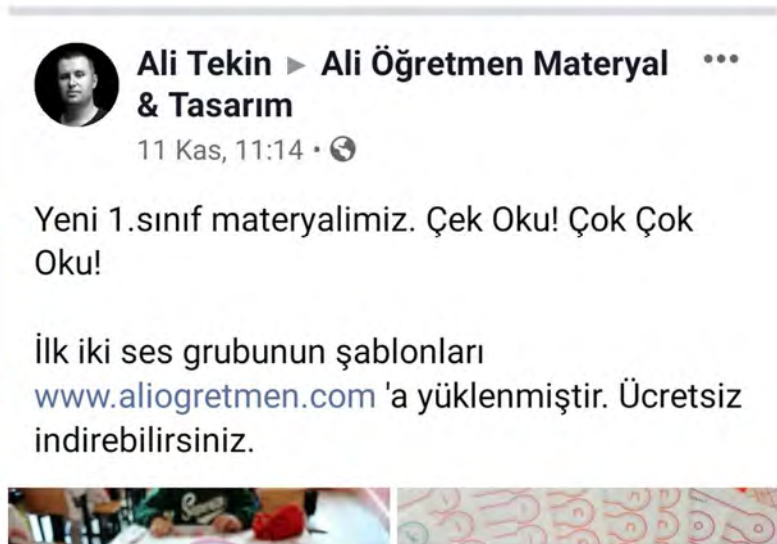 Ali Tekin ▸ Ali Öğretmen Materyal
& Tasarım
11 Kas, 11:14 ·
Yeni 1.sınıf materyalimiz. Çek Oku! Çok Çok
Oku!
İlk iki ses grubunun şablonları
www.aliogretmen.com 'a yüklenmiştir. Ücretsiz
indirebilirsiniz.